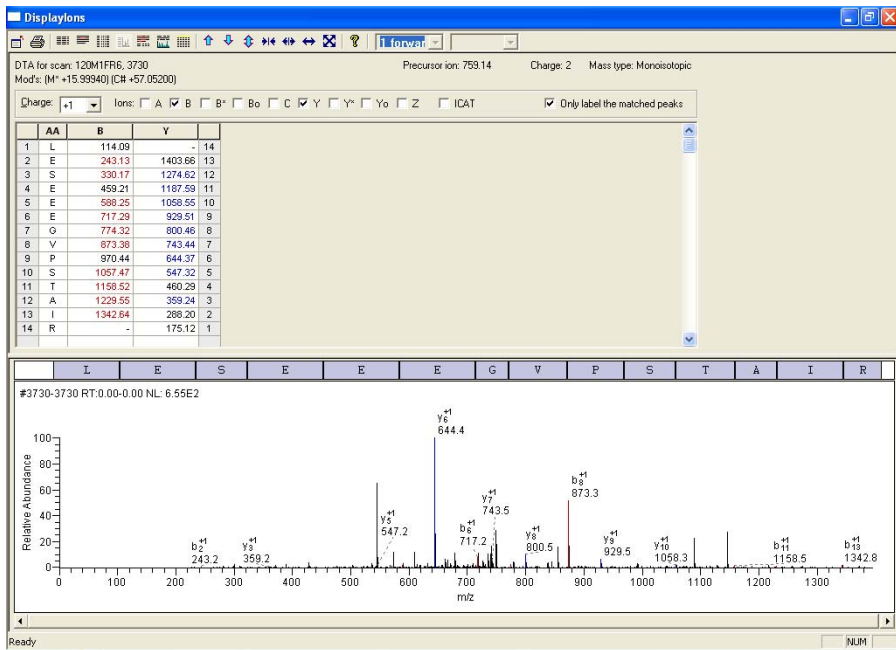 DisplayIons
?
1 forwar
DTA for scan: 120M1FR6, 3730 Precursor ion: 759.14 Charge: 2 Mass type: Monoisotopic
Mod's: (M* +15.99940) (C# +57.05200)
Charge: +1 Ions: A B B* Bo C Y Y* Yo Z ICAT Only label the matched peaks
AA B Y
1 L 114.09 - 14
2 E 243.13 1403.66 13
3 S 330.17 1274.62 12
4 E 459.21 1187.59 11
5 E 588.25 1058.55 10
6 E 717.29 929.51 9
7 G 774.32 800.46 8
8 V 873.38 743.44 7
9 P 970.44 644.37 6
10 S 1057.47 547.32 5
11 T 1158.52 460.29 4
12 A 1229.55 359.24 3
13 I 1342.64 288.20 2
14 R - 175.12 1
L E S E E E G V P S T A I R
#3730-3730 RT:0.00-0.00 NL: 6.55E2
Relative Abundance
100
80
60
40
20
0
y6+1
644.4
b8+1
873.3
y7+1
743.5
y5+1
547.2
b6+1
717.2
y8+1
800.5
y9+1
929.5
y10+1
1058.3
b2+1
243.2
y3+1
359.2
b11+1
1158.5
b13+1
1342.8
0 100 200 300 400 500 600 700 800 900 1000 1100 1200 1300
m/z
Ready NUM